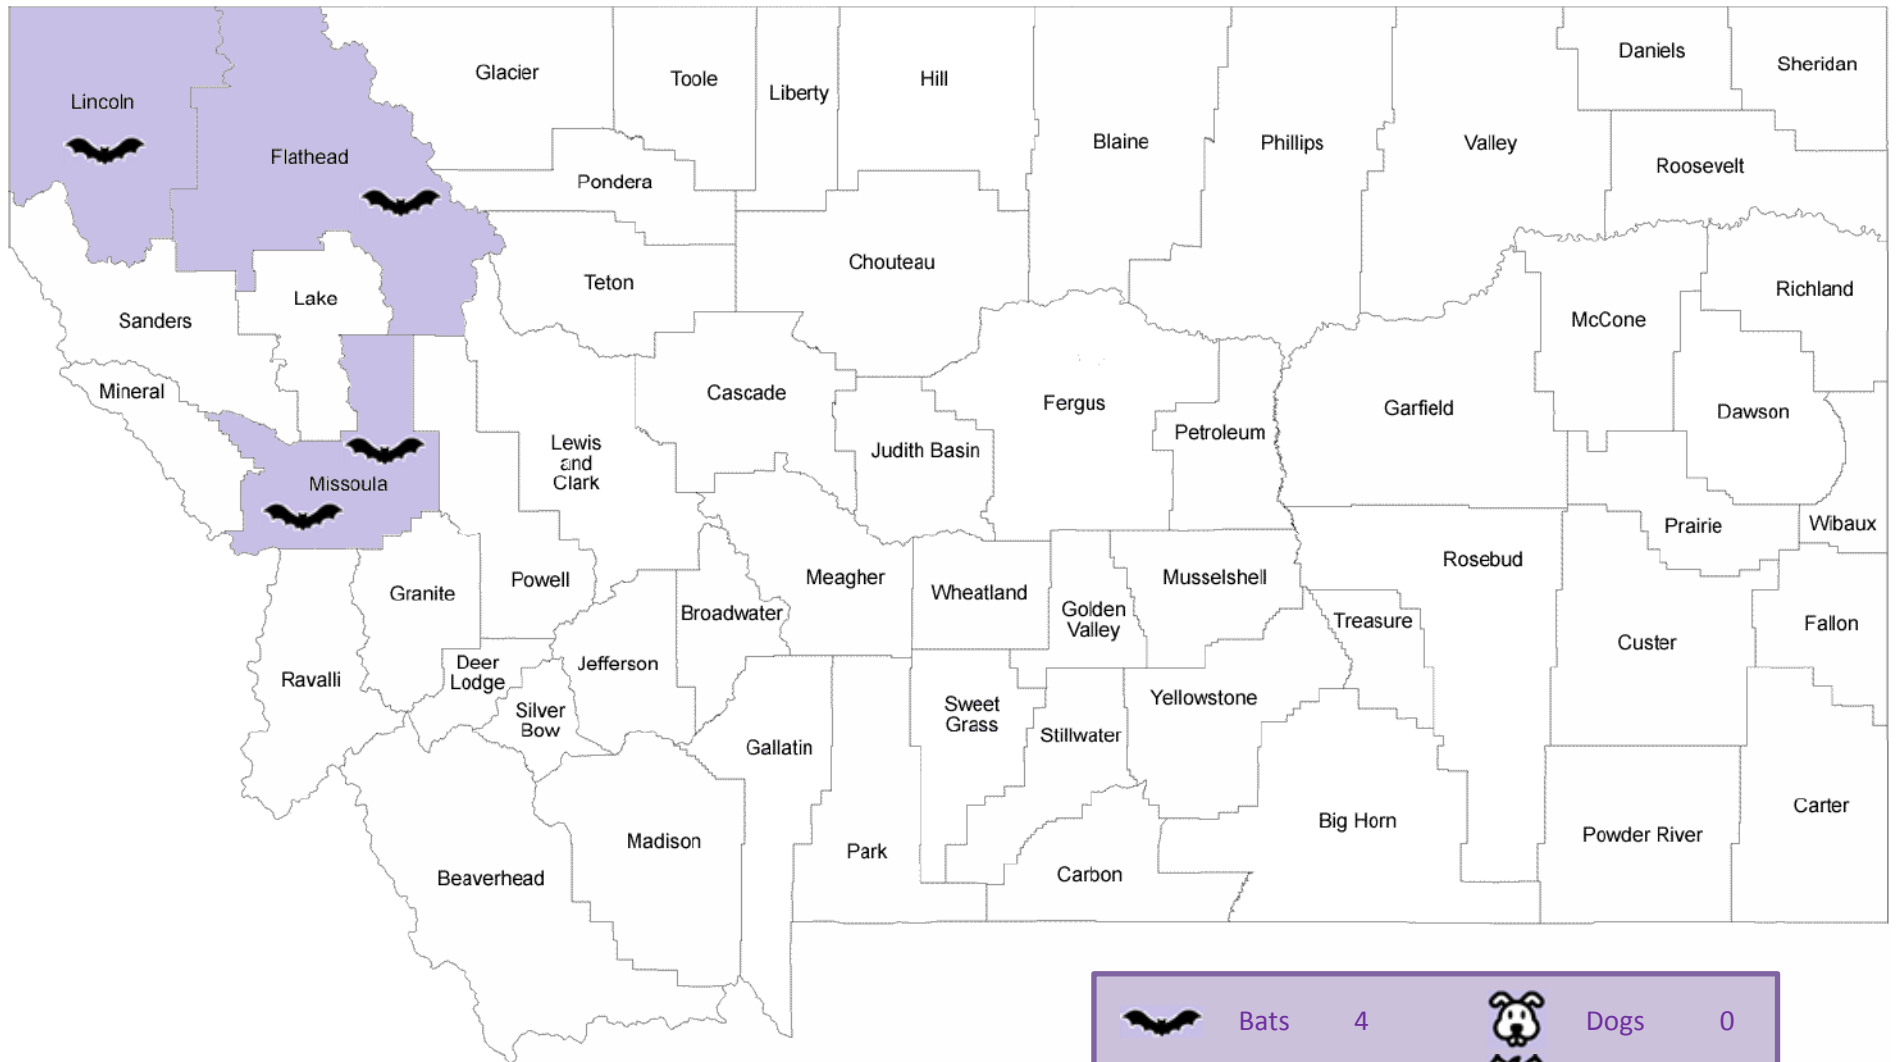 Glacier
Toole
Liberty
Hill
Blaine
Phillips
Valley
Daniels
Sheridan
Lincoln
Flathead
Pondera
Roosevelt
Teton
Chouteau
Lake
Sanders
McCone
Richland
Mineral
Cascade
Judith Basin
Fergus
Petroleum
Garfield
Dawson
Lewis
and
Clark
Missoula
Prairie
Wibaux
Rosebud
Powell
Granite
Meagher
Wheatland
Golden
Valley
Musselshell
Broadwater
Treasure
Fallon
Custer
Ravalli
Deer
Lodge
Jefferson
Silver
Bow
Sweet
Grass
Stillwater
Yellowstone
Gallatin
Madison
Park
Beaverhead
Carbon
Big Horn
Powder River
Carter
Bats 4 Dogs 0